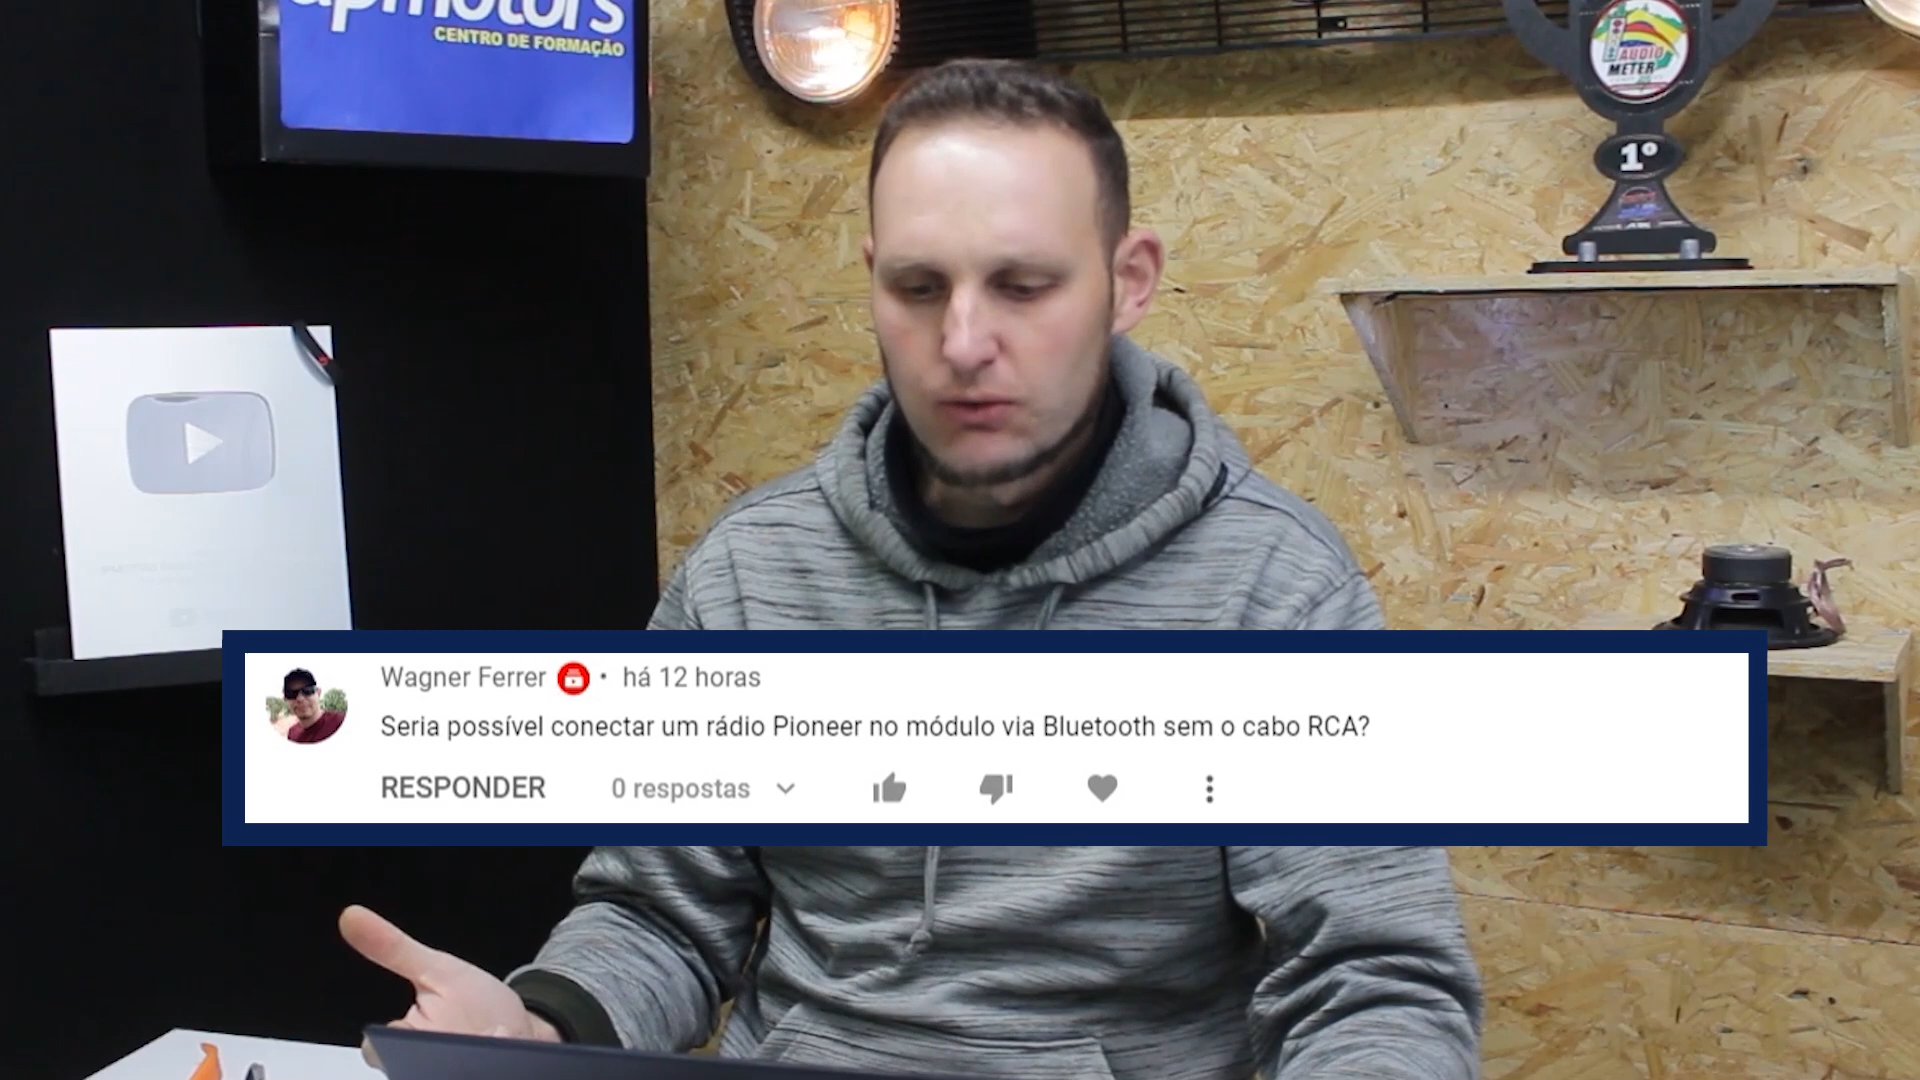 apmotors
CENTRO DE FORMAÇÃO
AUDIO
METER
1º
Wagner Ferrer • há 12 horas
Seria possível conectar um rádio Pioneer no módulo via Bluetooth sem o cabo RCA?
RESPONDER 0 respostas